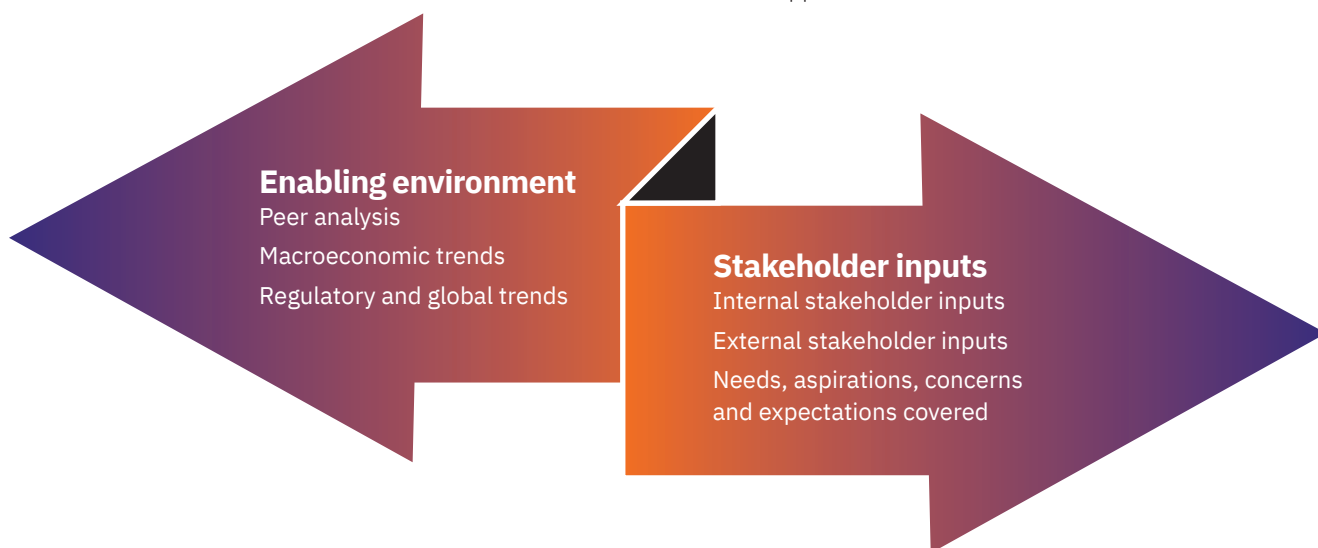 Enabling environment
Peer analysis
Macroeconomic trends
Regulatory and global trends
Stakeholder inputs
Internal stakeholder inputs
External stakeholder inputs
Needs, aspirations, concerns
and expectations covered